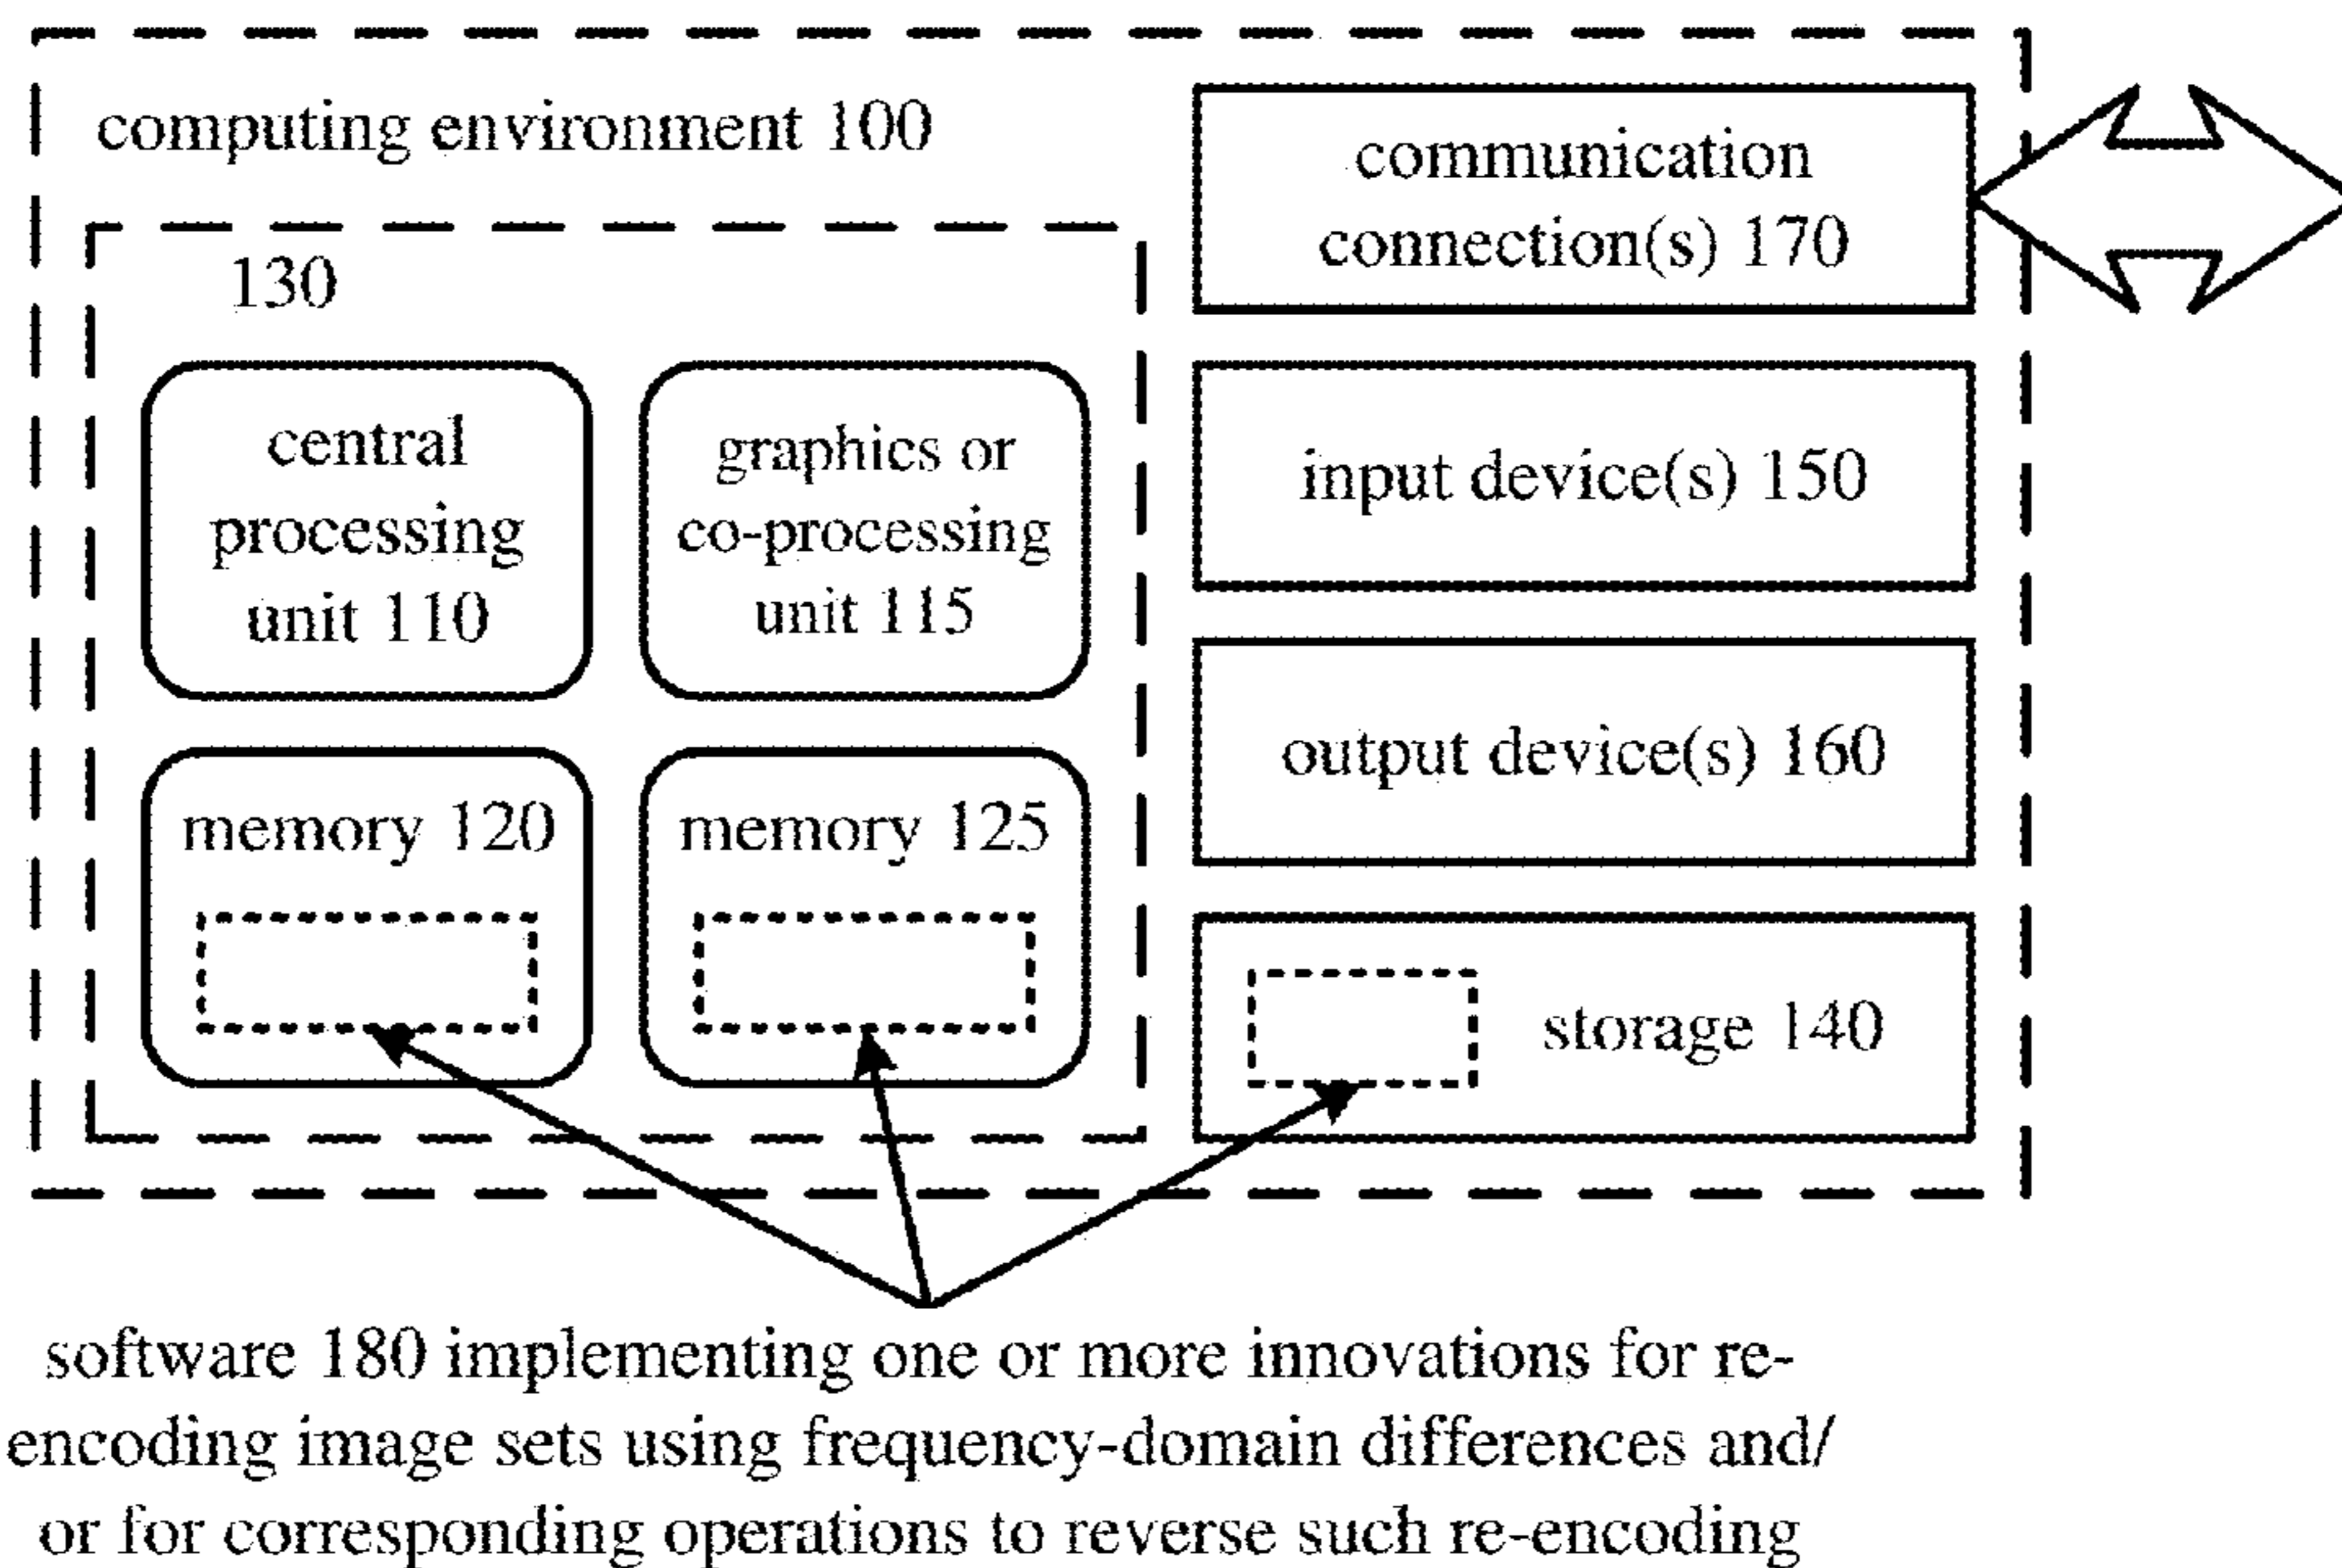 computing environment 100
130
central
processing
unit 110
graphics or
co-processing
unit 115
memory 120
memory 125
communication
connection(s) 170
input device(s) 150
output device(s) 160
storage 140
software 180 implementing one or more innovations for re-
encoding image sets using frequency-domain differences and/
or for corresponding operations to reverse such re-encoding